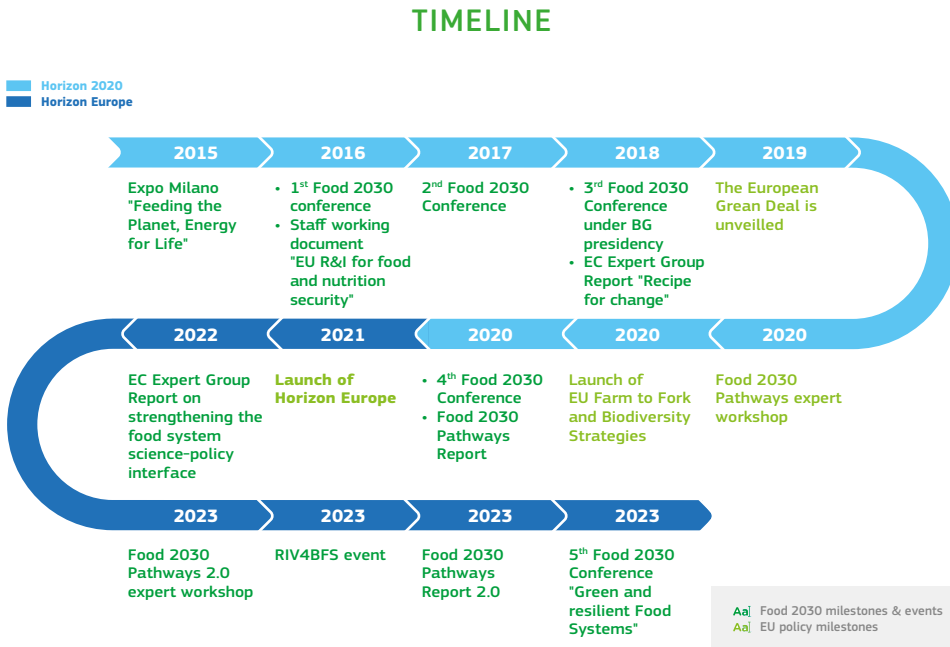 TIMELINE
Horizon 2020
Horizon Europe
2015
2016
2017
2018
2019
Expo Milano
"Feeding the
Planet, Energy
for Life"
• 1st Food 2030
conference
• Staff working
document
"EU R&I for food
and nutrition
security"
2nd Food 2030
Conference
• 3rd Food 2030
Conference
under BG
presidency
• EC Expert Group
Report "Recipe
for change"
The European
Grean Deal is
unveilled
2022
2021
2020
2020
2020
EC Expert Group
Report on
strengthening the
food system
science-policy
interface
Launch of
Horizon Europe
• 4th Food 2030
Conference
• Food 2030
Pathways
Report
Launch of
EU Farm to Fork
and Biodiversity
Strategies
Food 2030
Pathways expert
workshop
2023
2023
2023
2023
Food 2030
Pathways 2.0
expert workshop
RIV4BFS event
Food 2030
Pathways
Report 2.0
5th Food 2030
Conference
"Green and
resilient Food
Systems"
Aa Food 2030 milestones & events
Aa EU policy milestones